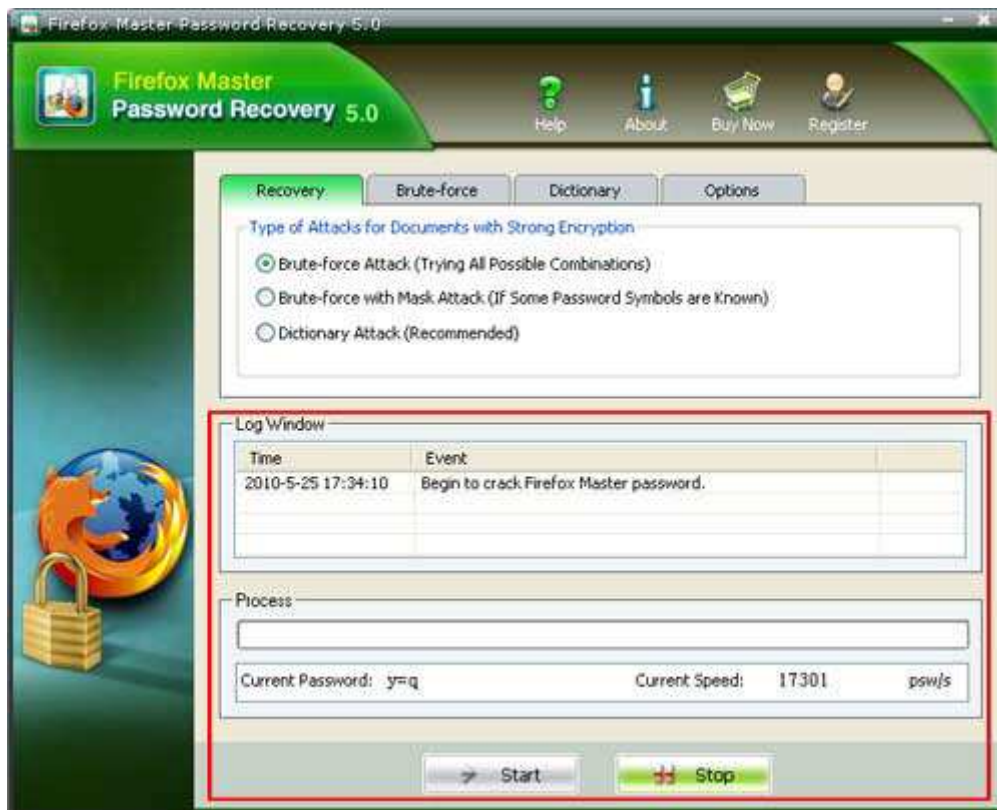 Firefox Master Password Recovery 5.0
Firefox Master
Password Recovery 5.0
Help
About
Buy Now
Register
Recovery
Brute-force
Dictionary
Options
Type of Attacks for Documents with Strong Encryption
Brute-force Attack (Trying All Possible Combinations)
Brute-force with Mask Attack (If Some Password Symbols are Known)
Dictionary Attack (Recommended)
Log Window
Time Event
2010-5-25 17:34:10 Begin to crack Firefox Master password.
Process
Current Password: y=q Current Speed: 17301 psw/s
Start
Stop